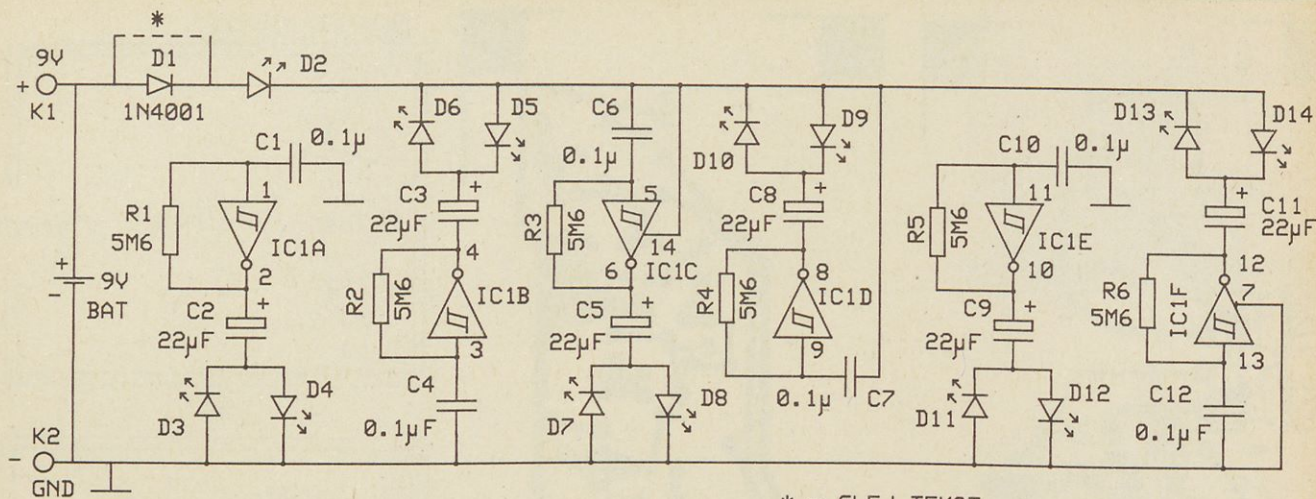 *
9V
D1
D2
+
K1
1N4001
D6
D5
C6
D9
D13
D14
C1
0.1µ
0.1µ
D10
C10
0.1µ
1
R1
5M6
IC1A
2
C3
+
22µF
R3
5M6
5
14
6
IC1C
C8
+
22µF
R5
5M6
11
IC1E
10
+
C11
22µF
+
9V
-
BAT
C2
+
22µF
4
R2
5M6
IC1B
3
C5
+
22µF
8
R4
5M6
IC1D
9
C9
+
22µF
12
R6
5M6
IC1F
7
13
D3
D4
C4
0.1µF
D7
D8
0.1µ
C7
D11
D12
C12
0.1µF
K2
-
GND